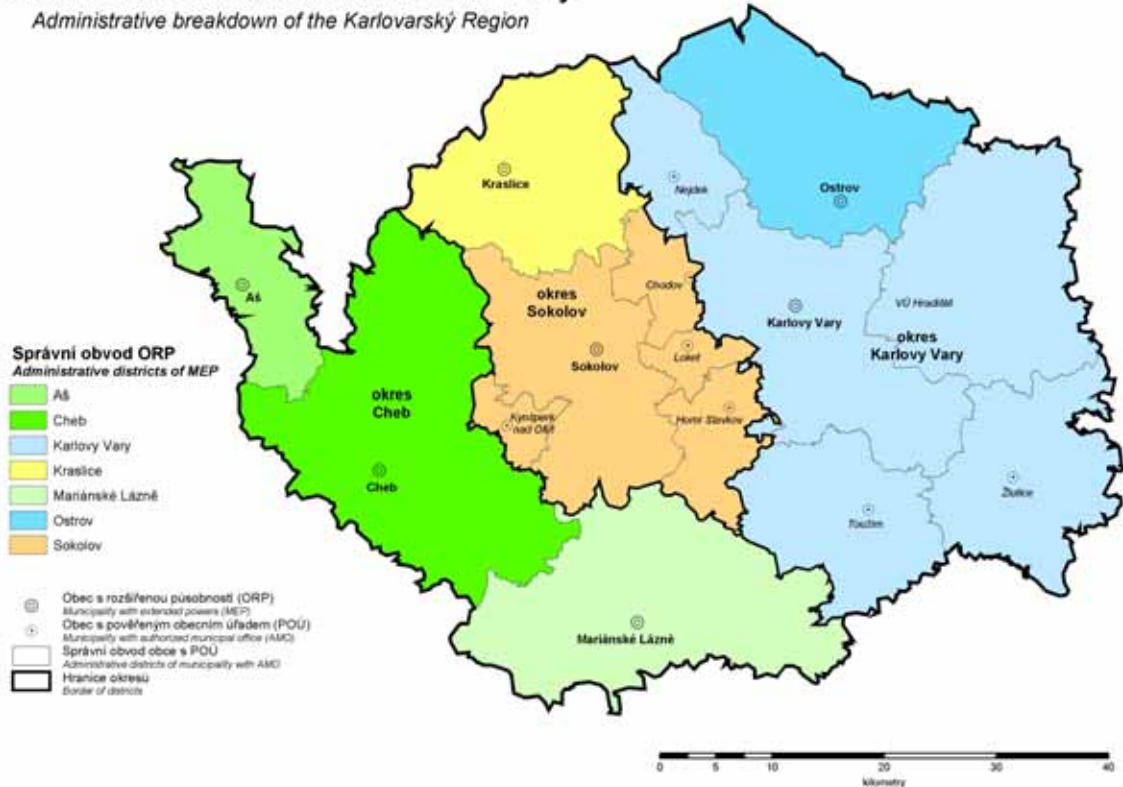 Administrative breakdown of the Karlovarský Region
Kraslice
Nejdek
Ostrov
Aš
okres
Sokolov
Chodov
VÚ Hradiště
Karlovy Vary
okres
Karlovy Vary
Sokolov
Loket
okres
Cheb
Kynšperk
nad Ohří
Horní Slavkov
Cheb
Toužim
Žlutice
Mariánské Lázně
Správní obvod ORP
Administrative districts of MEP
Aš
Cheb
Karlovy Vary
Kraslice
Mariánské Lázně
Ostrov
Sokolov
Obec s rozšířenou působností (ORP)
Municipality with extended powers (MEP)
Obec s pověřeným obecním úřadem (POÚ)
Municipality with authorized municipal office (AMO)
Správní obvod obce s POÚ
Administrative districts of municipality with AMO
Hranice okresů
Border of districts
0 5 10 20 30 40
kilometry